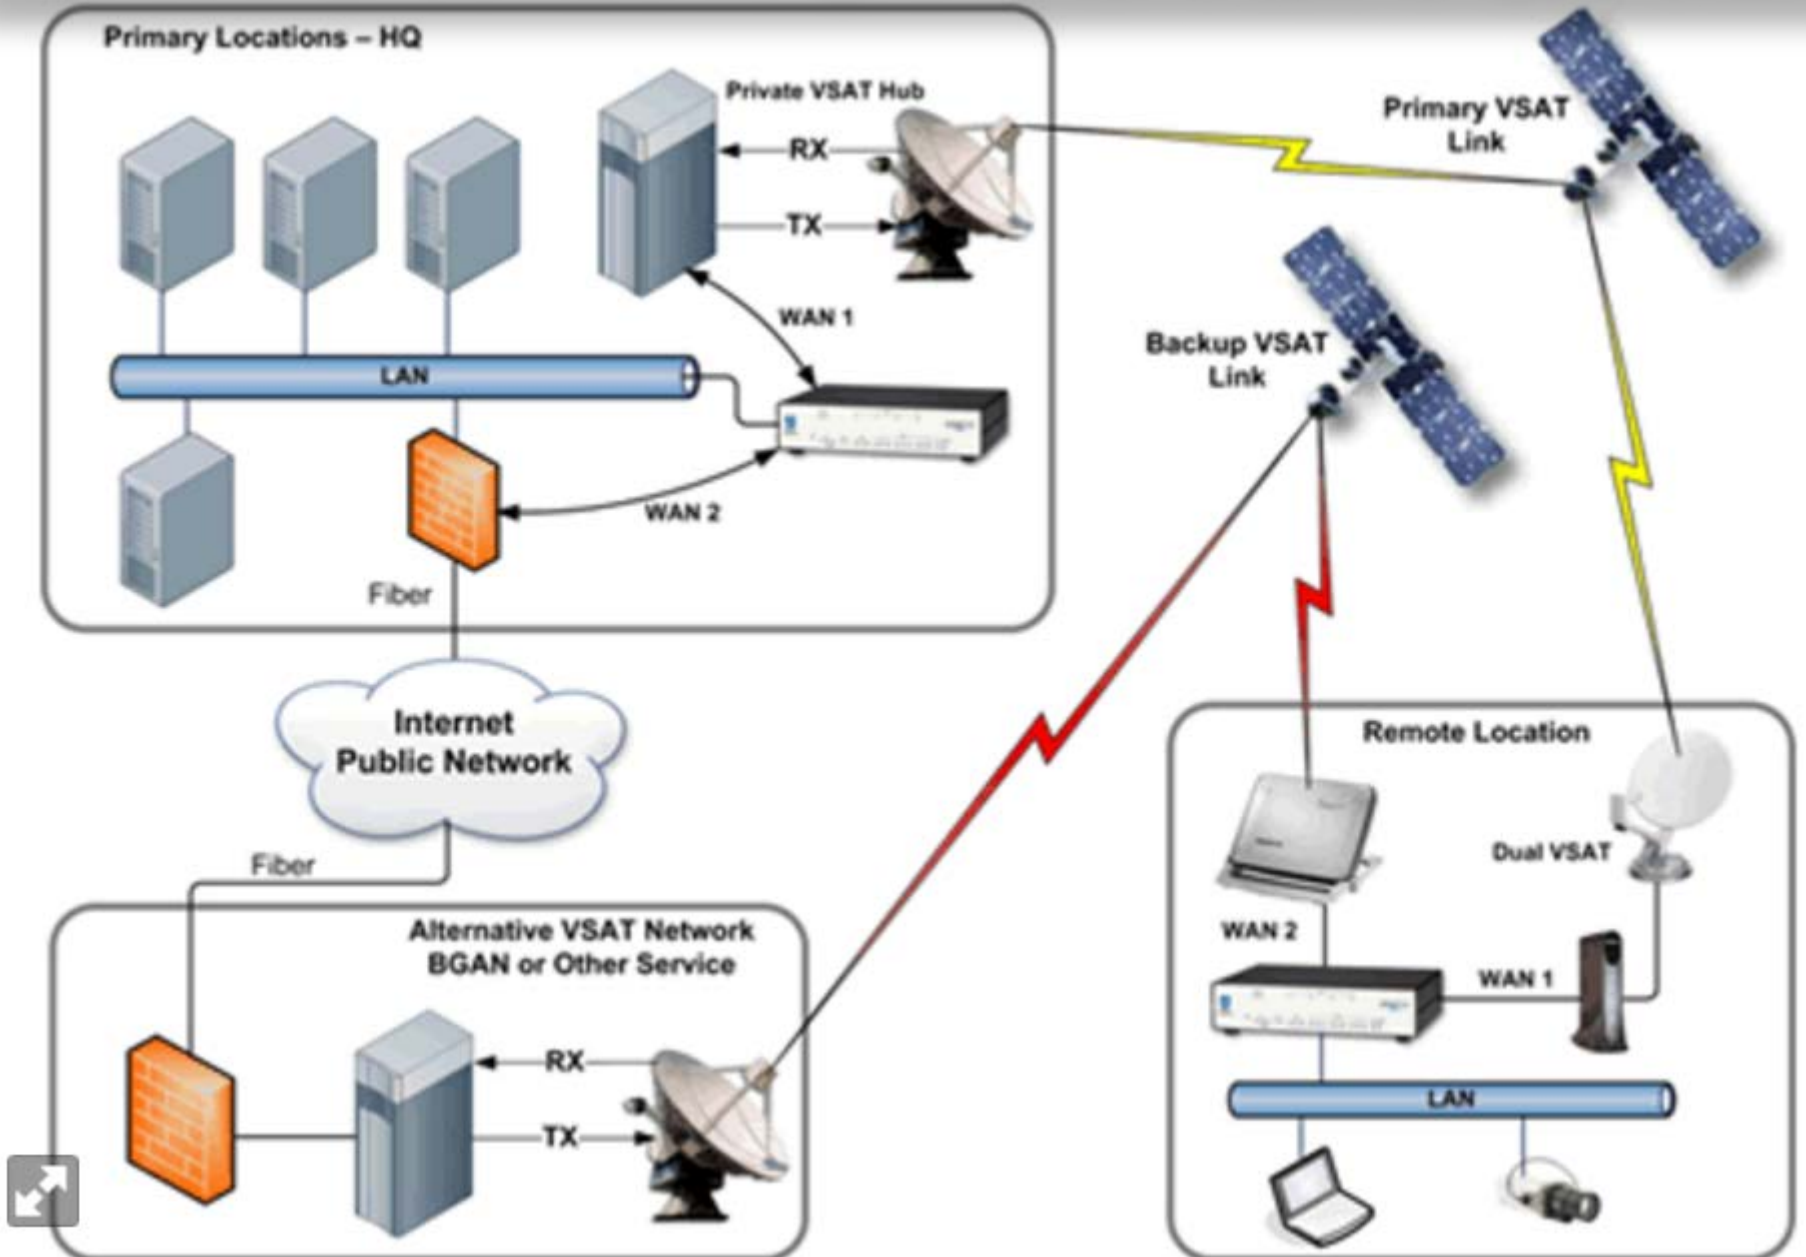 Primary Locations – HQ
Private VSAT Hub
RX
TX
WAN 1
LAN
WAN 2
Fiber
Primary VSAT
Link
Backup VSAT
Link
Internet
Public Network
Fiber
Alternative VSAT Network
BGAN or Other Service
RX
TX
Remote Location
Dual VSAT
WAN 2
WAN 1
LAN